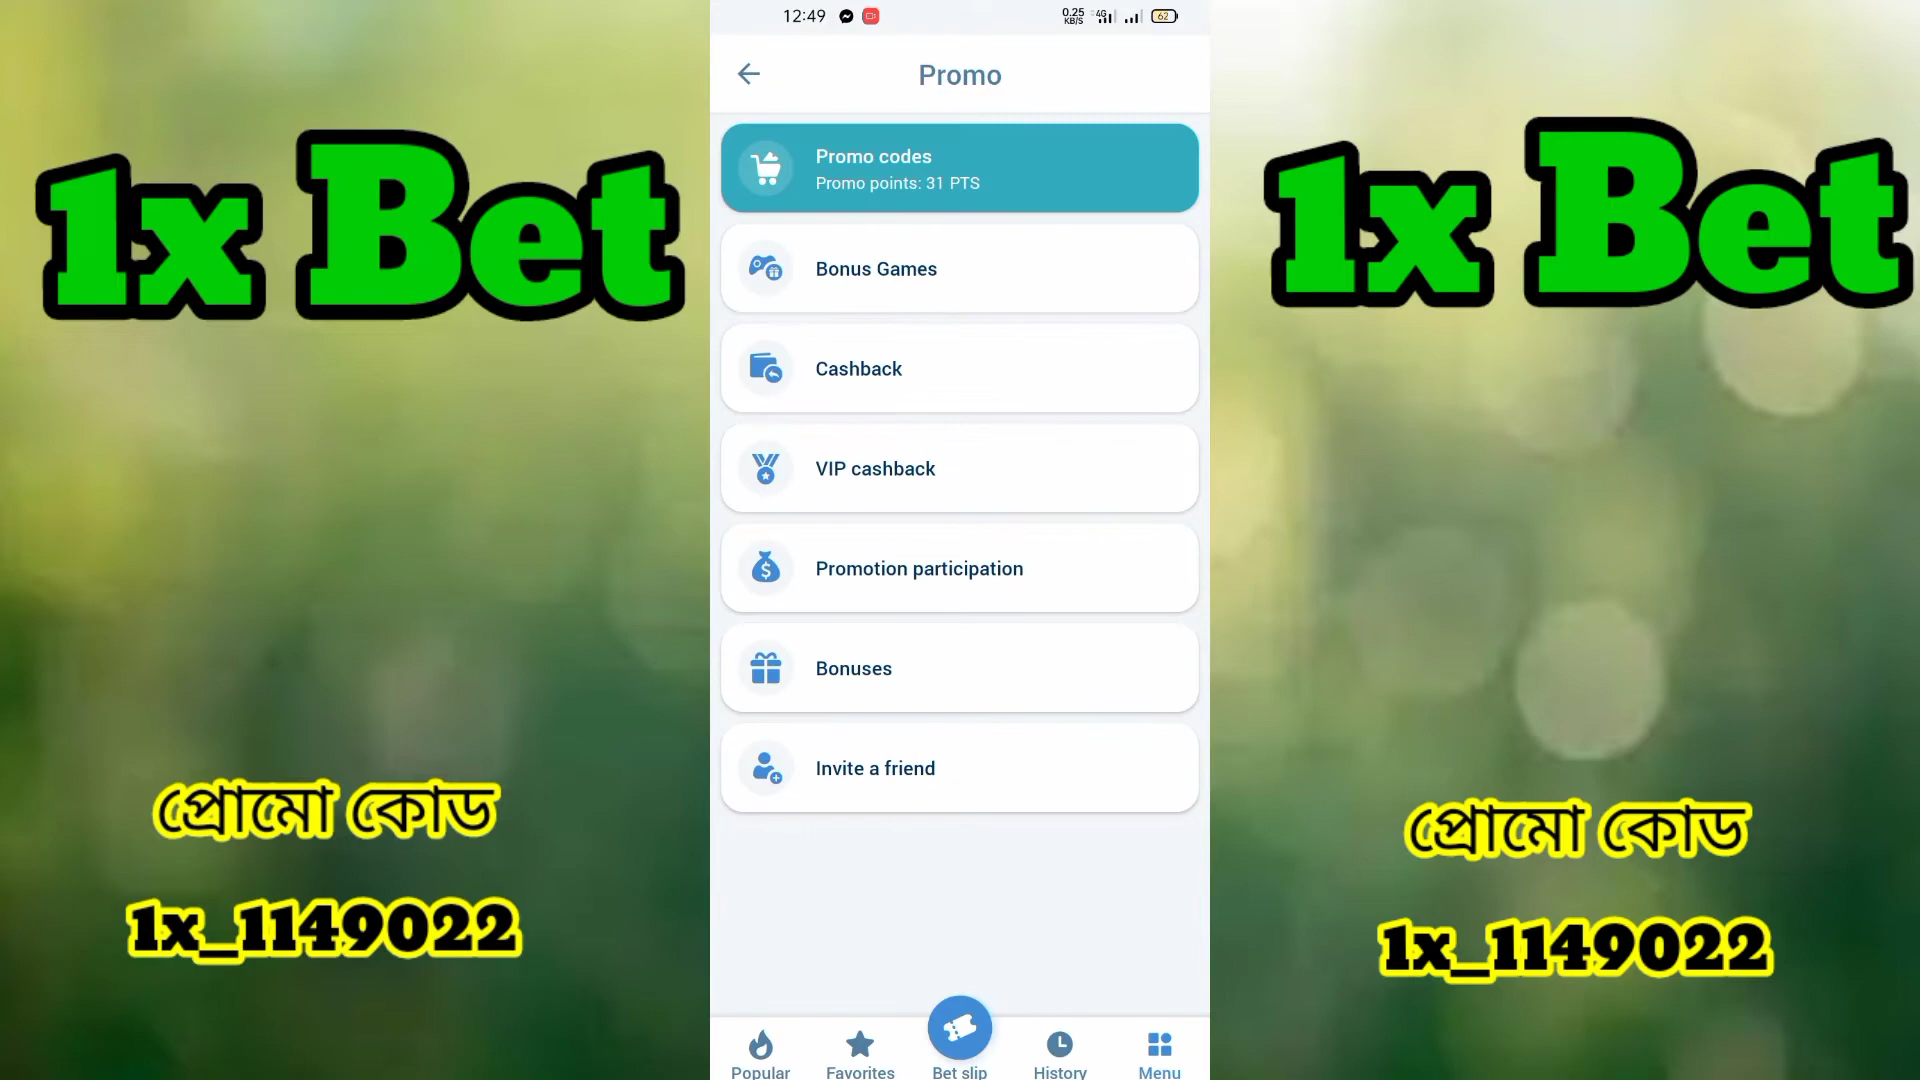 12:49
0.25
KB/S
4G
62
Promo
Promo codes
Promo points: 31 PTS
Bonus Games
Cashback
VIP cashback
Promotion participation
Bonuses
Invite a friend
Popular
Favorites
Bet slip
History
Menu
1x Bet
প্রোমো কোড
1x_1149022
1x Bet
প্রোমো কোড
1x_1149022